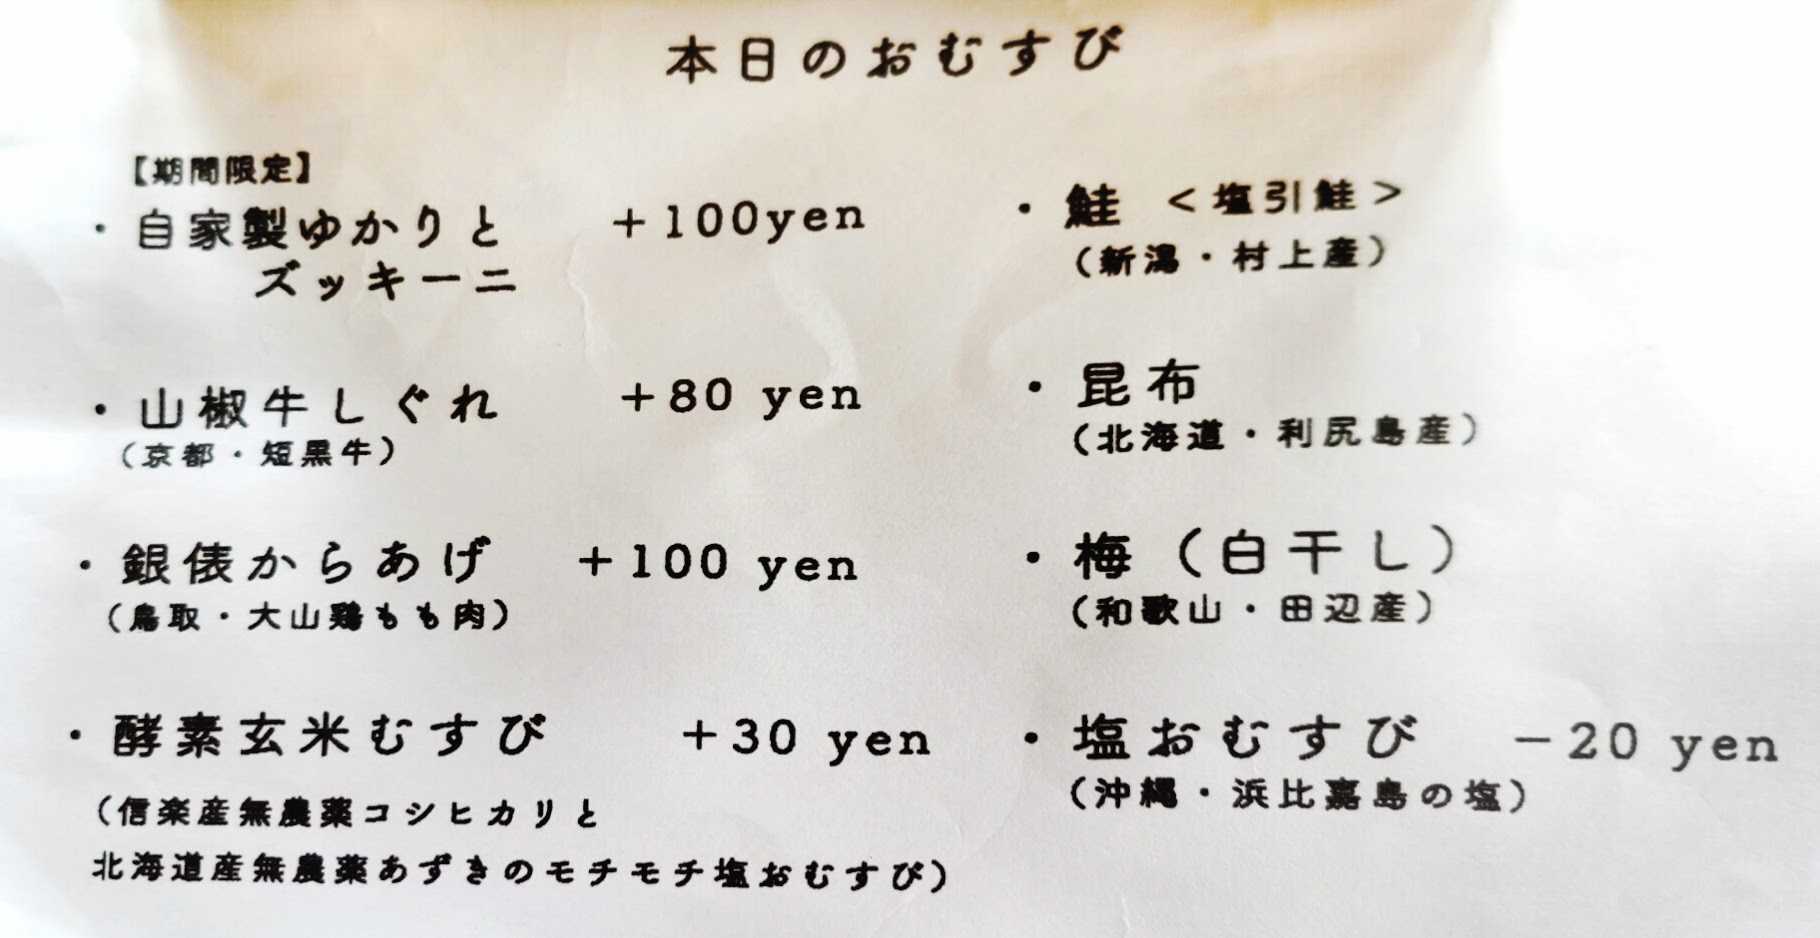 本日のおむすび
【期間限定】
・自家製ゆかりと ＋100yen
ズッキーニ
・山椒牛しぐれ ＋80 yen
（京都・短黒牛）
・銀俵からあげ ＋100 yen
（鳥取・大山鶏もも肉）
・酵素玄米むすび ＋30 yen
（信楽産無農薬コシヒカリと
北海道産無農薬あずきのモチモチ塩おむすび）
・鮭 ＜塩引鮭＞
（新潟・村上産）
・昆布
（北海道・利尻島産）
・梅（白干し）
（和歌山・田辺産）
・塩おむすび －20 yen
（沖縄・浜比嘉島の塩）